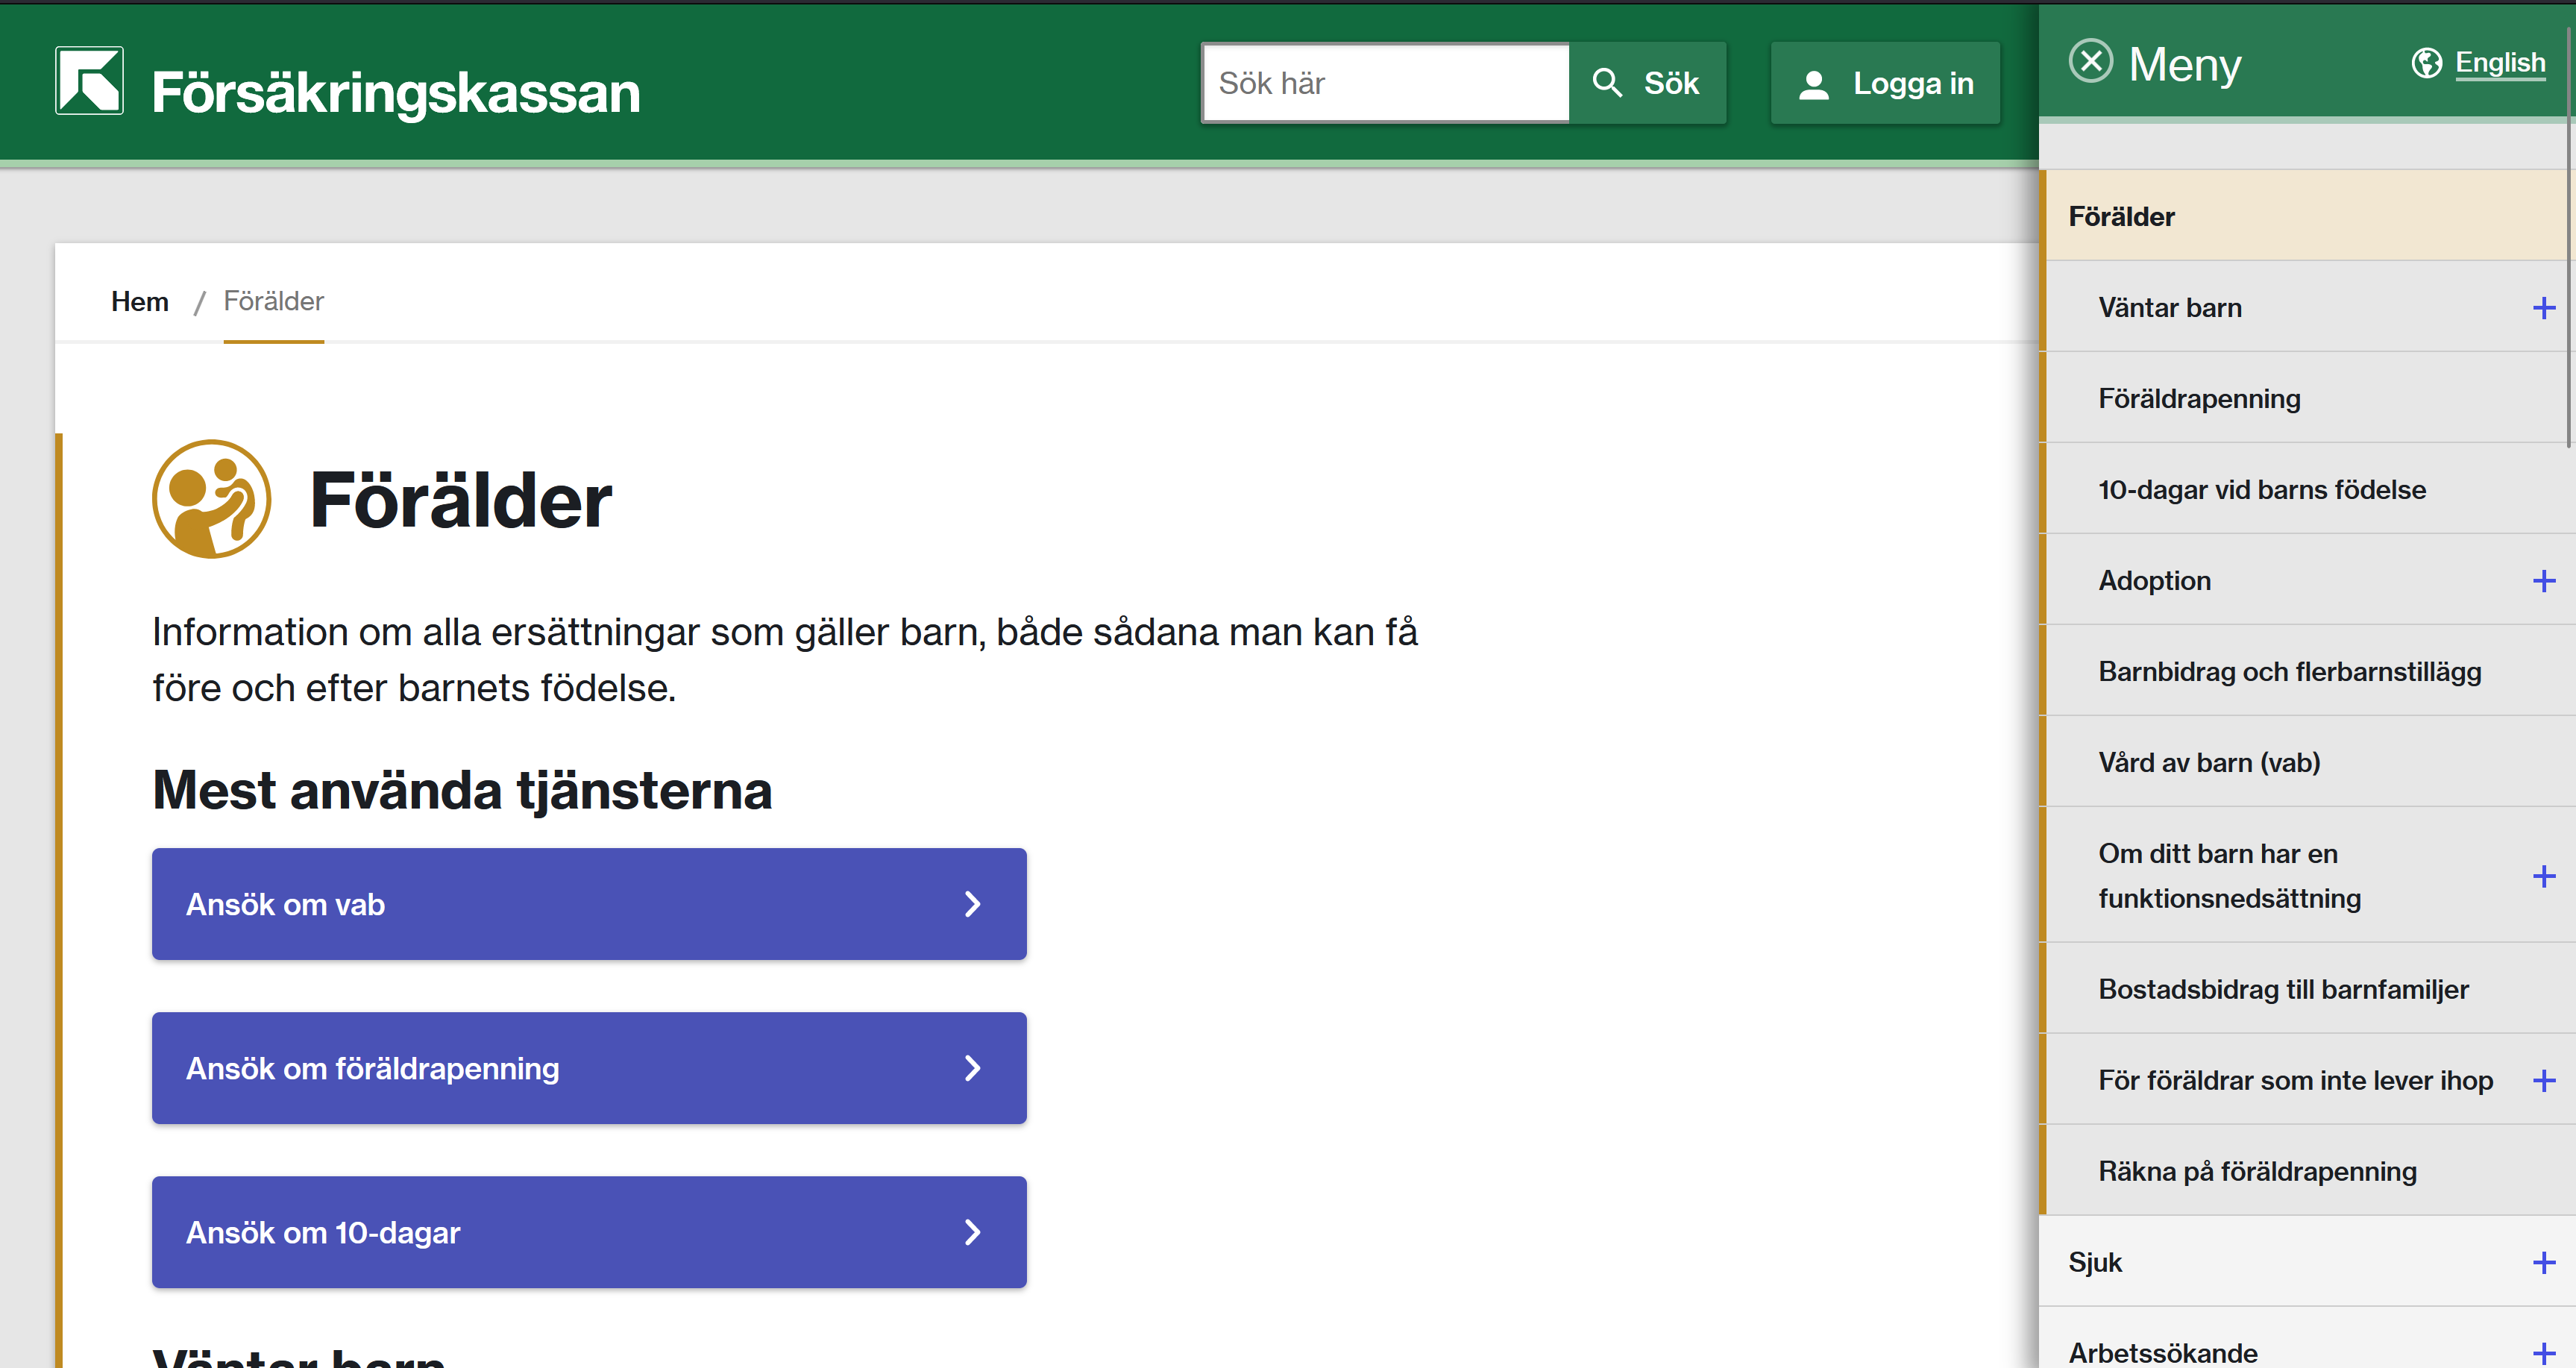 Försäkringskassan
Sök här
Sök
Logga in
Meny
English
Hem / Förälder
Förälder
Information om alla ersättningar som gäller barn, både sådana man kan få
före och efter barnets födelse.
Mest använda tjänsterna
Ansök om vab
Ansök om föräldrapenning
Ansök om 10-dagar
Väntar barn
Förälder
Väntar barn
Föräldrapenning
10-dagar vid barns födelse
Adoption
Barnbidrag och flerbarnstillägg
Vård av barn (vab)
Om ditt barn har en
funktionsnedsättning
Bostadsbidrag till barnfamiljer
För föräldrar som inte lever ihop
Räkna på föräldrapenning
Sjuk
Arbetssökande